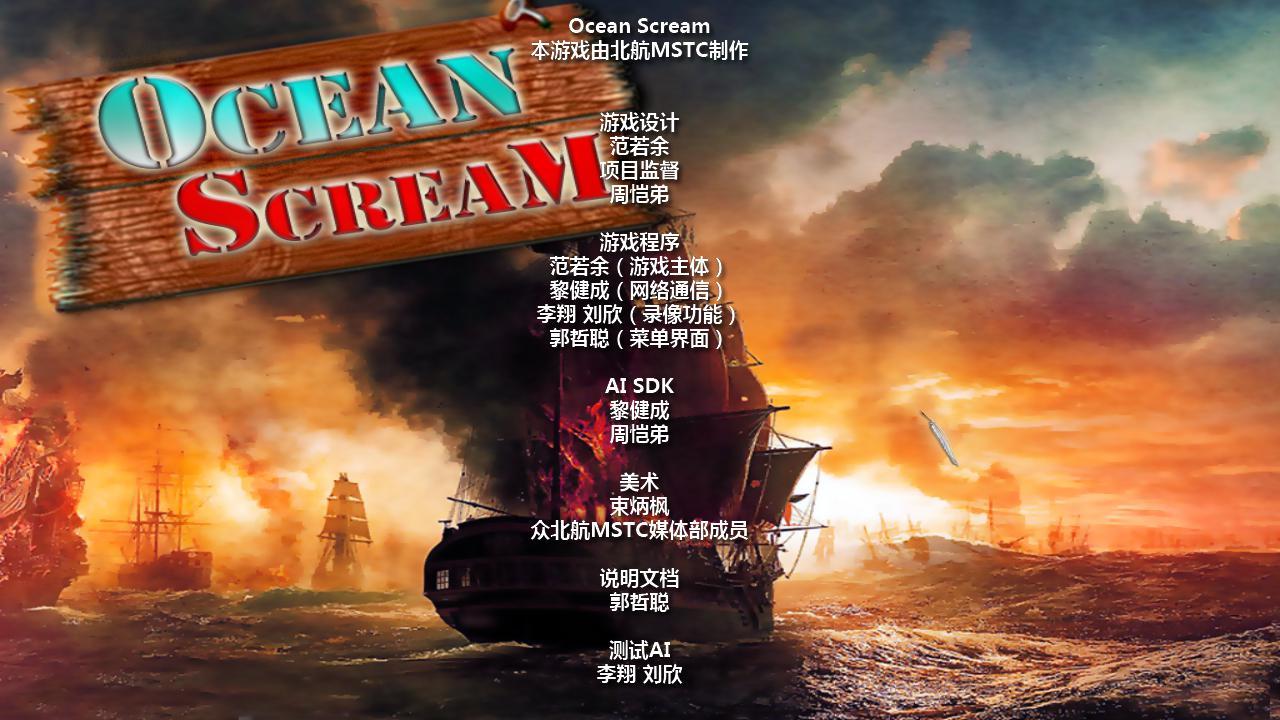 OCEAN
SCREAM
Ocean Scream
本游戏由北航MSTC制作
游戏设计
范若余
项目监督
周恺弟
游戏程序
范若余（游戏主体）
黎健成（网络通信）
李翔 刘欣（录像功能）
郭哲聪（菜单界面）
AI SDK
黎健成
周恺弟
美术
束炳枫
众北航MSTC媒体部成员
说明文档
郭哲聪
测试AI
李翔 刘欣